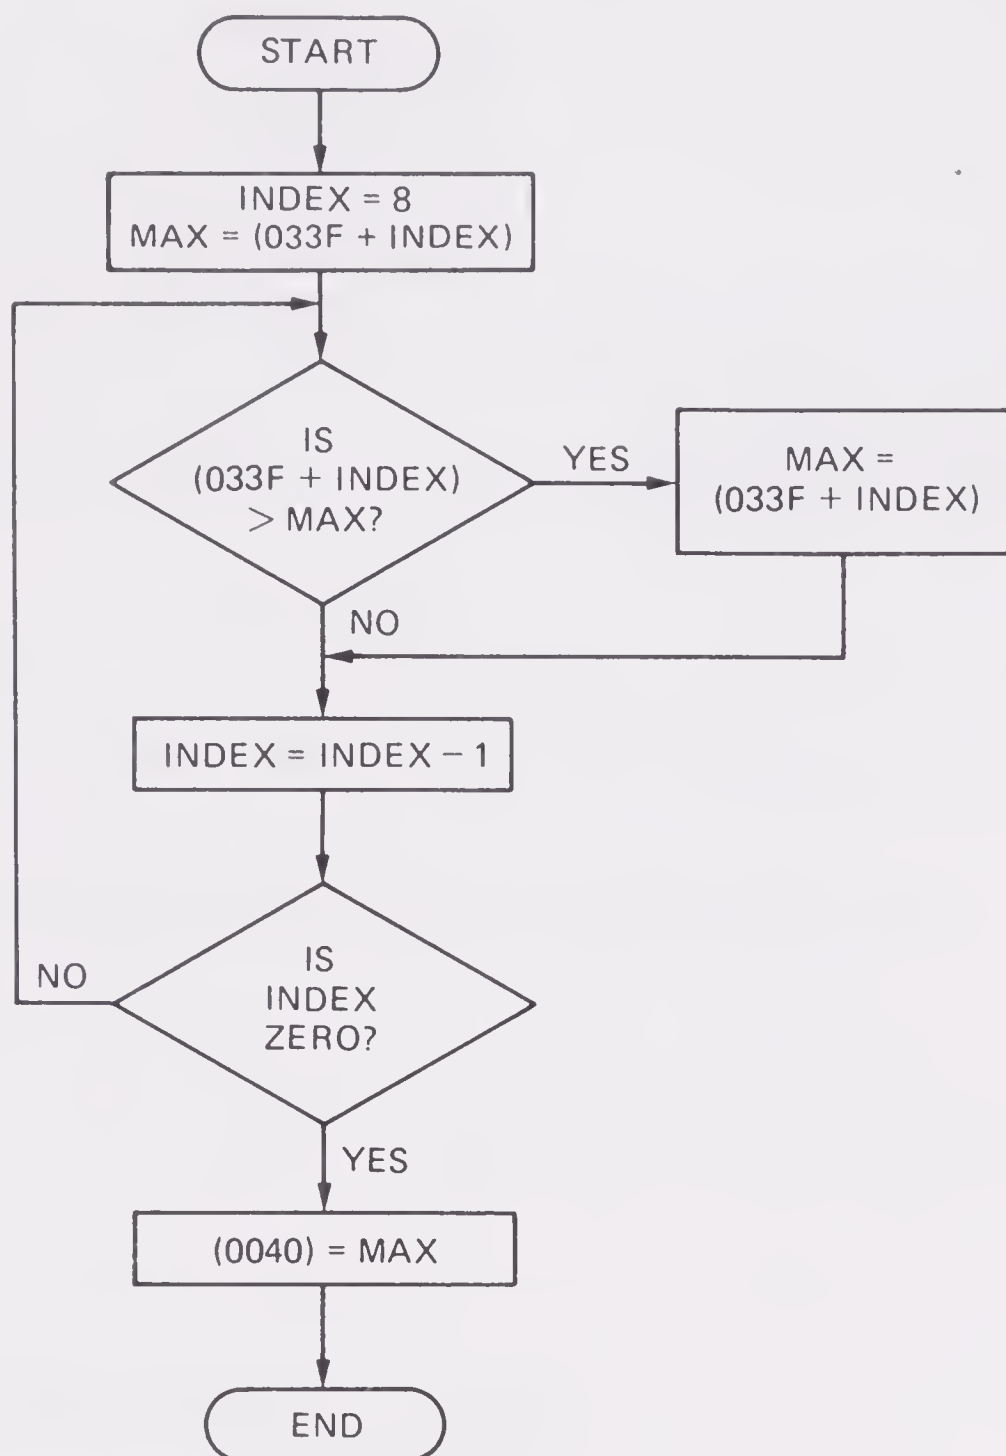 START
INDEX = 8
MAX = (033F + INDEX)
IS
(033F + INDEX)
> MAX?
YES
MAX =
(033F + INDEX)
NO
INDEX = INDEX – 1
IS
INDEX
ZERO?
NO
YES
(0040) = MAX
END